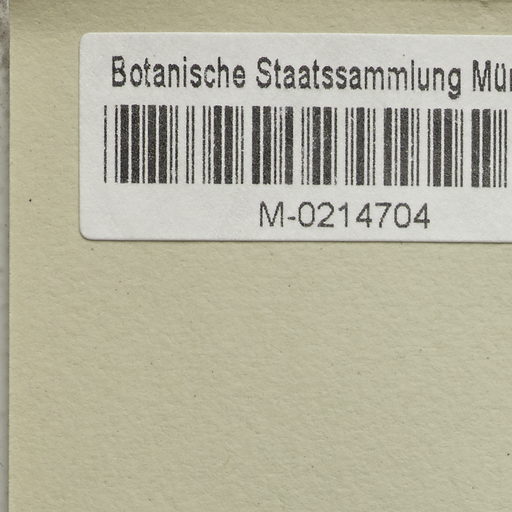 Botanische Staatssammlung Mün
M-0214704